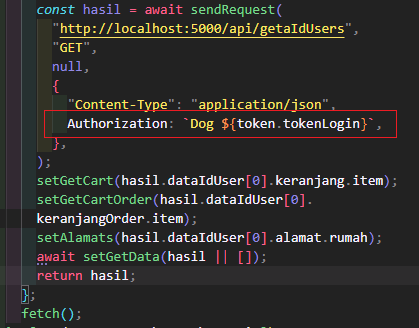 const hasil = await sendRequest(
"http://localhost:5000/api/getaIdUsers",
"GET",
null,
{
"Content-Type": "application/json",
Authorization: `Dog ${token.tokenLogin}`,
},
);
setGetCart(hasil.dataIdUser[0].keranjang.item);
setGetCartOrder(hasil.dataIdUser[0].
keranjangOrder.item);
setAlamats(hasil.dataIdUser[0].alamat.rumah);
await setGetData(hasil || []);
return hasil;
};
fetch();